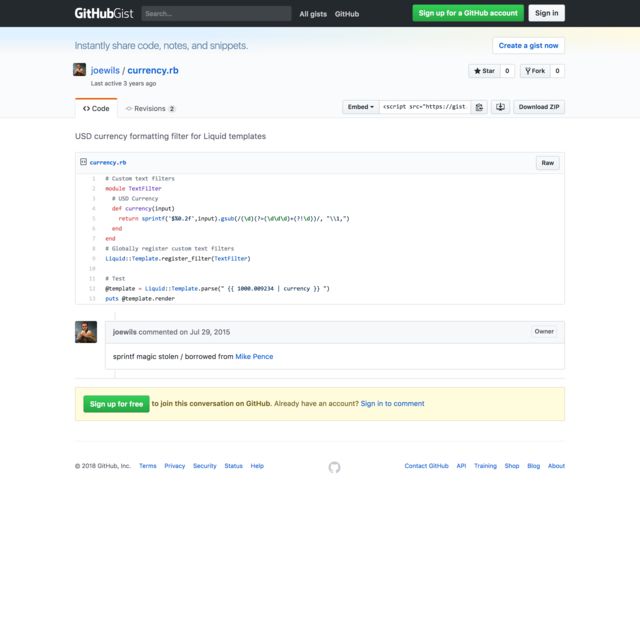 GitHubGist Search... All gists GitHub Sign up for a GitHub account Sign in
Instantly share code, notes, and snippets. Create a gist now
joewils / currency.rb Star 0 Fork 0
Last active 3 years ago
Code Revisions 2 Embed <script src="https://gist. Download ZIP
USD currency formatting filter for Liquid templates
currency.rb Raw
1 # Custom text filters
2 module TextFilter
3 # USD Currency
4 def currency(input)
5 return sprintf('$%0.2f',input).gsub(/(\d)(?=(\d\d\d)+(?!\d))/, "\\1,")
6 end
7 end
8 # Globally register custom text filters
9 Liquid::Template.register_filter(TextFilter)
10
11 # Test
12 @template = Liquid::Template.parse(" {{ 1000.009234 | currency }} ")
13 puts @template.render
joewils commented on Jul 29, 2015 Owner
sprintf magic stolen / borrowed from Mike Pence
Sign up for free to join this conversation on GitHub. Already have an account? Sign in to comment
© 2018 GitHub, Inc. Terms Privacy Security Status Help Contact GitHub API Training Shop Blog About